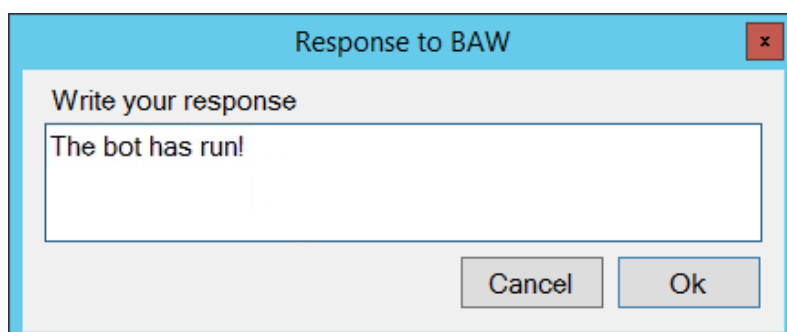 Response to BAW
x
Write your response
The bot has run!
Cancel Ok